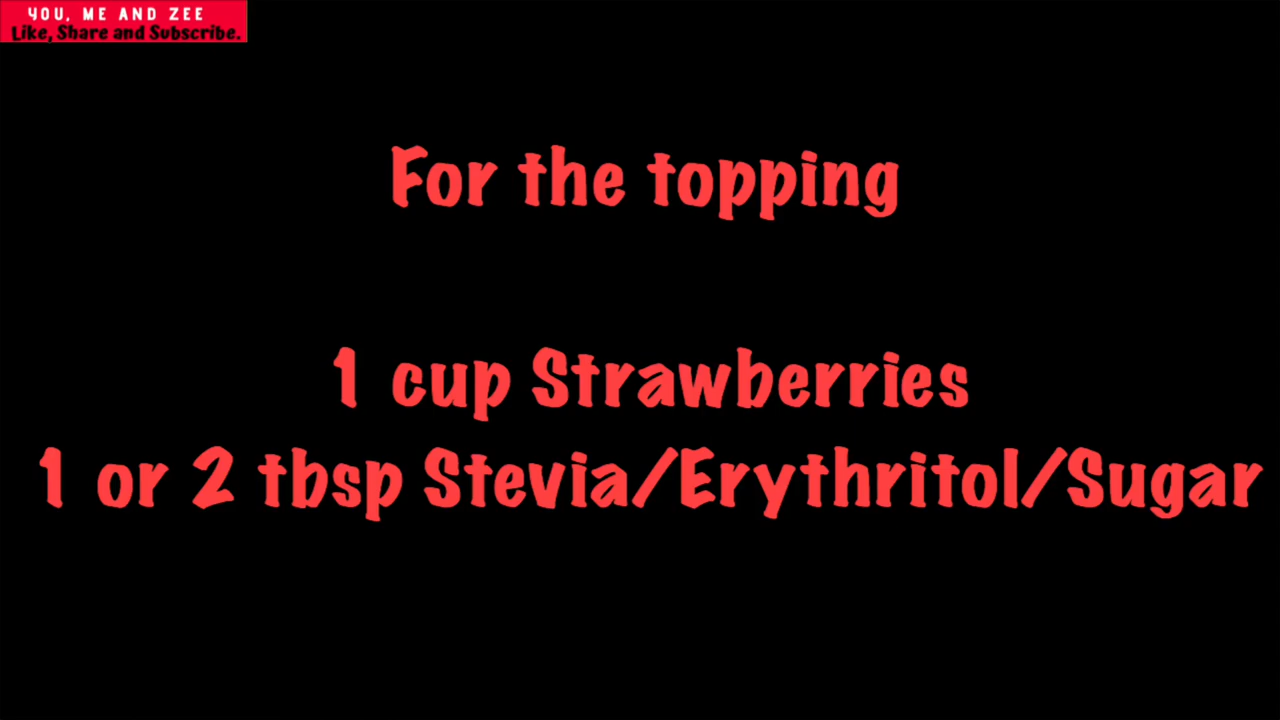 YOU, ME AND ZEE
Like, Share and Subscribe.
For the topping
1 cup Strawberries
1 or 2 tbsp Stevia/Erythritol/Sugar